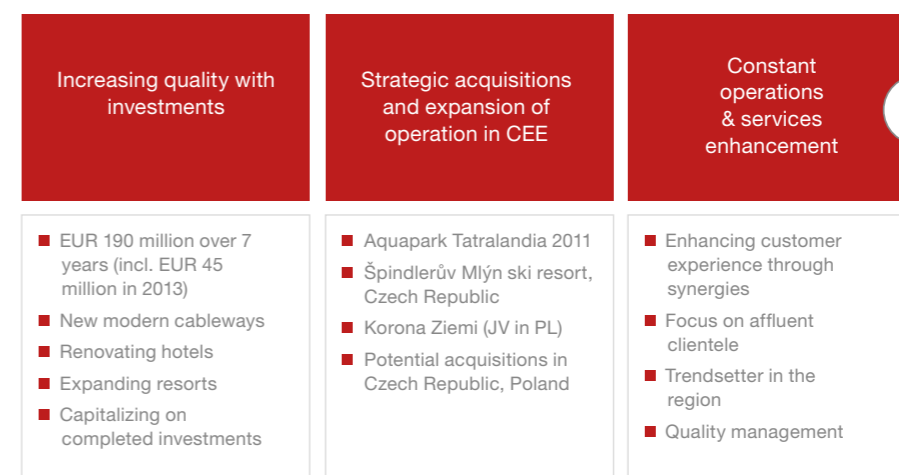 Increasing quality with
investments
Strategic acquisitions
and expansion of
operation in CEE
Constant
operations
& services
enhancement
EUR 190 million over 7
years (incl. EUR 45
million in 2013)
New modern cableways
Renovating hotels
Expanding resorts
Capitalizing on
completed investments
Aquapark Tatralandia 2011
Špindlerův Mlýn ski resort,
Czech Republic
Korona Ziemi (JV in PL)
Potential acquisitions in
Czech Republic, Poland
Enhancing customer
experience through
synergies
Focus on affluent
clientele
Trendsetter in the
region
Quality management